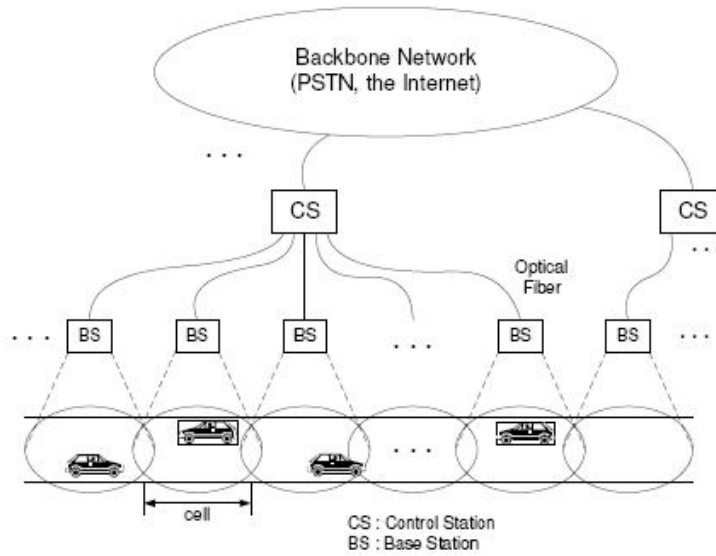 Backbone Network
(PSTN, the Internet)
. . .
CS
CS
. . .
Optical
Fiber
. . .
BS
BS
BS
. . .
BS
BS
. . .
. . .
cell
CS : Control Station
BS : Base Station